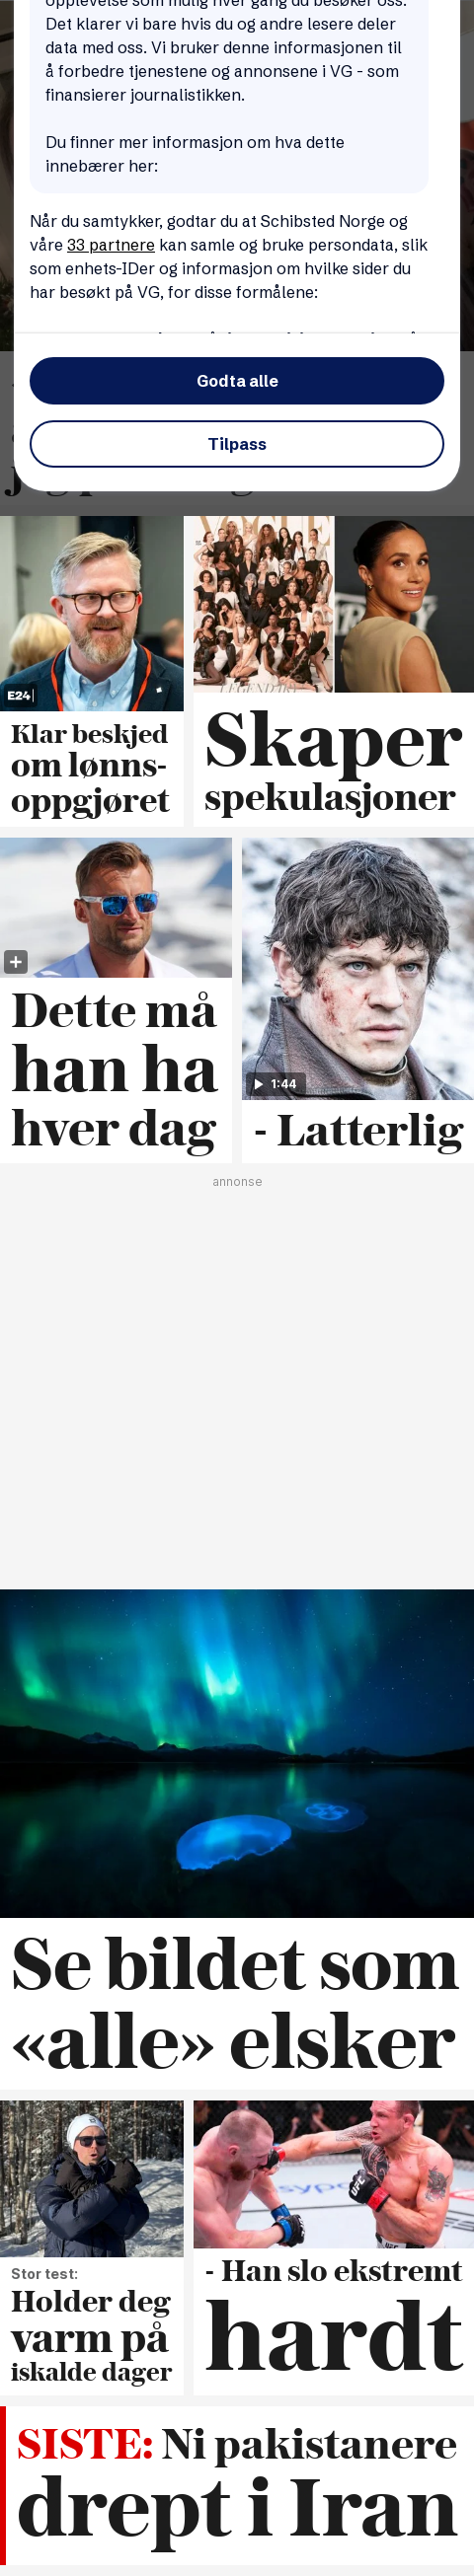 opplevelse som mulig hver gang du besøker oss.
Det klarer vi bare hvis du og andre lesere deler
data med oss. Vi bruker denne informasjonen til
å forbedre tjenestene og annonsene i VG - som
finansierer journalistikken.
Du finner mer informasjon om hva dette
innebærer her:
Når du samtykker, godtar du at Schibsted Norge og
våre 33 partnere kan samle og bruke persondata, slik
som enhets-IDer og informasjon om hvilke sider du
har besøkt på VG, for disse formålene:
Godta alle
Tilpass
E24
Klar beskjed
om lønns-
oppgjøret
VOGUE
LEGENDARY
VARIETY
Skaper
spekulasjoner
Dette må
han ha
hver dag
1:44
- Latterlig
annonse
Se bildet som
«alle» elsker
Stor test:
Holder deg
varm på
iskalde dager
UFC
- Han slo ekstremt
hardt
SISTE: Ni pakistanere
drept i Iran